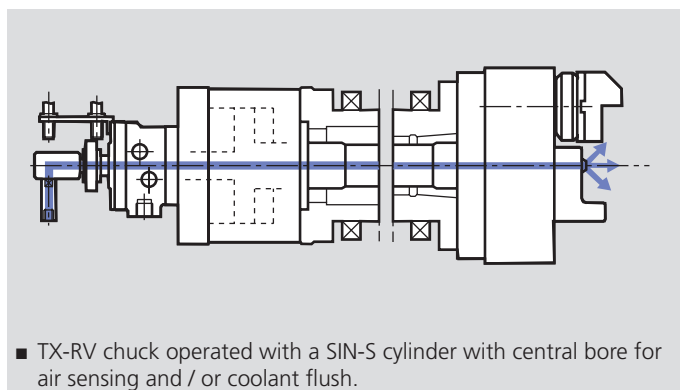 ■ TX-RV chuck operated with a SIN-S cylinder with central bore for
air sensing and / or coolant flush.